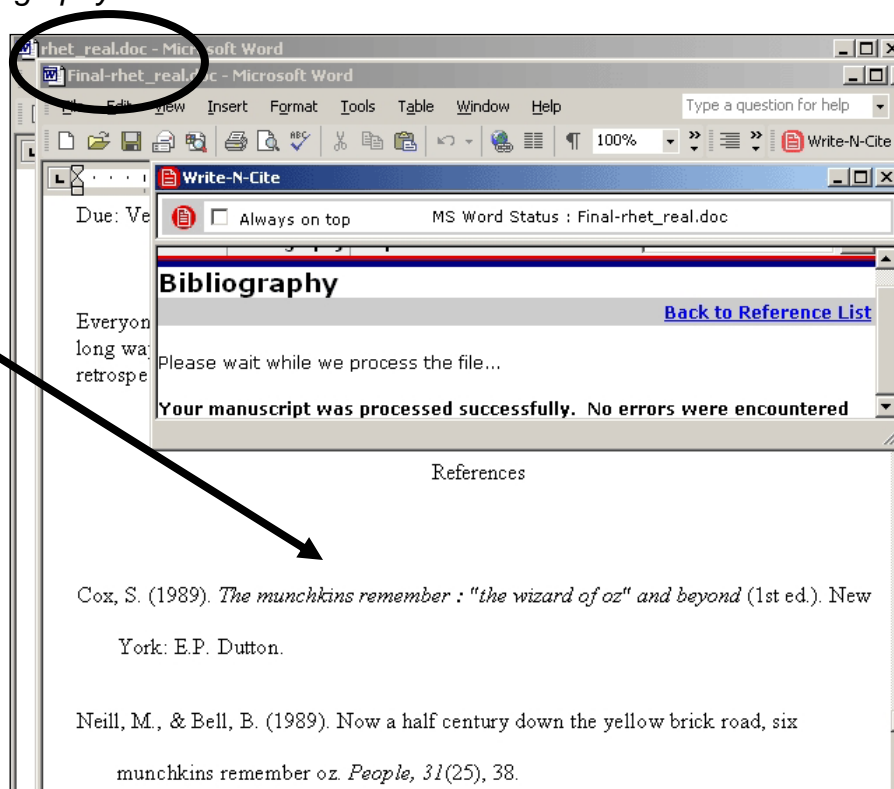 rhet_real.doc - Microsoft Word
Final-rhet_real.doc - Microsoft Word
File Edit View Insert Format Tools Table Window Help Type a question for help
ABC 100% Write-N-Cite
Write-N-Cite
Always on top MS Word Status : Final-rhet_real.doc
Due: Ve
Bibliography
Back to Reference List
Everyon
long wa
retrospe
Please wait while we process the file...
Your manuscript was processed successfully. No errors were encountered
References
Cox, S. (1989). The munchkins remember : "the wizard of oz" and beyond (1st ed.). New
York: E.P. Dutton.
Neill, M., & Bell, B. (1989). Now a half century down the yellow brick road, six
munchkins remember oz. People, 31(25), 38.